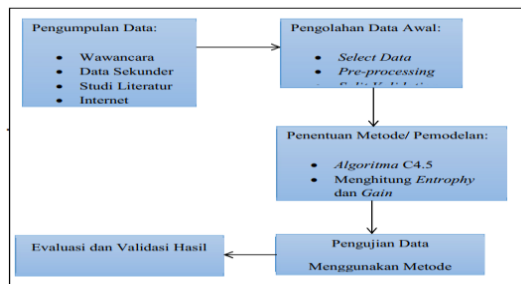 Pengumpulan Data:
• Wawancara
• Data Sekunder
• Studi Literatur
• Internet
Pengolahan Data Awal:
• Select Data
• Pre-processing
Penentuan Metode/ Pemodelan:
• Algoritma C4.5
• Menghitung Entrophy
dan Gain
Pengujian Data
Menggunakan Metode
Evaluasi dan Validasi Hasil